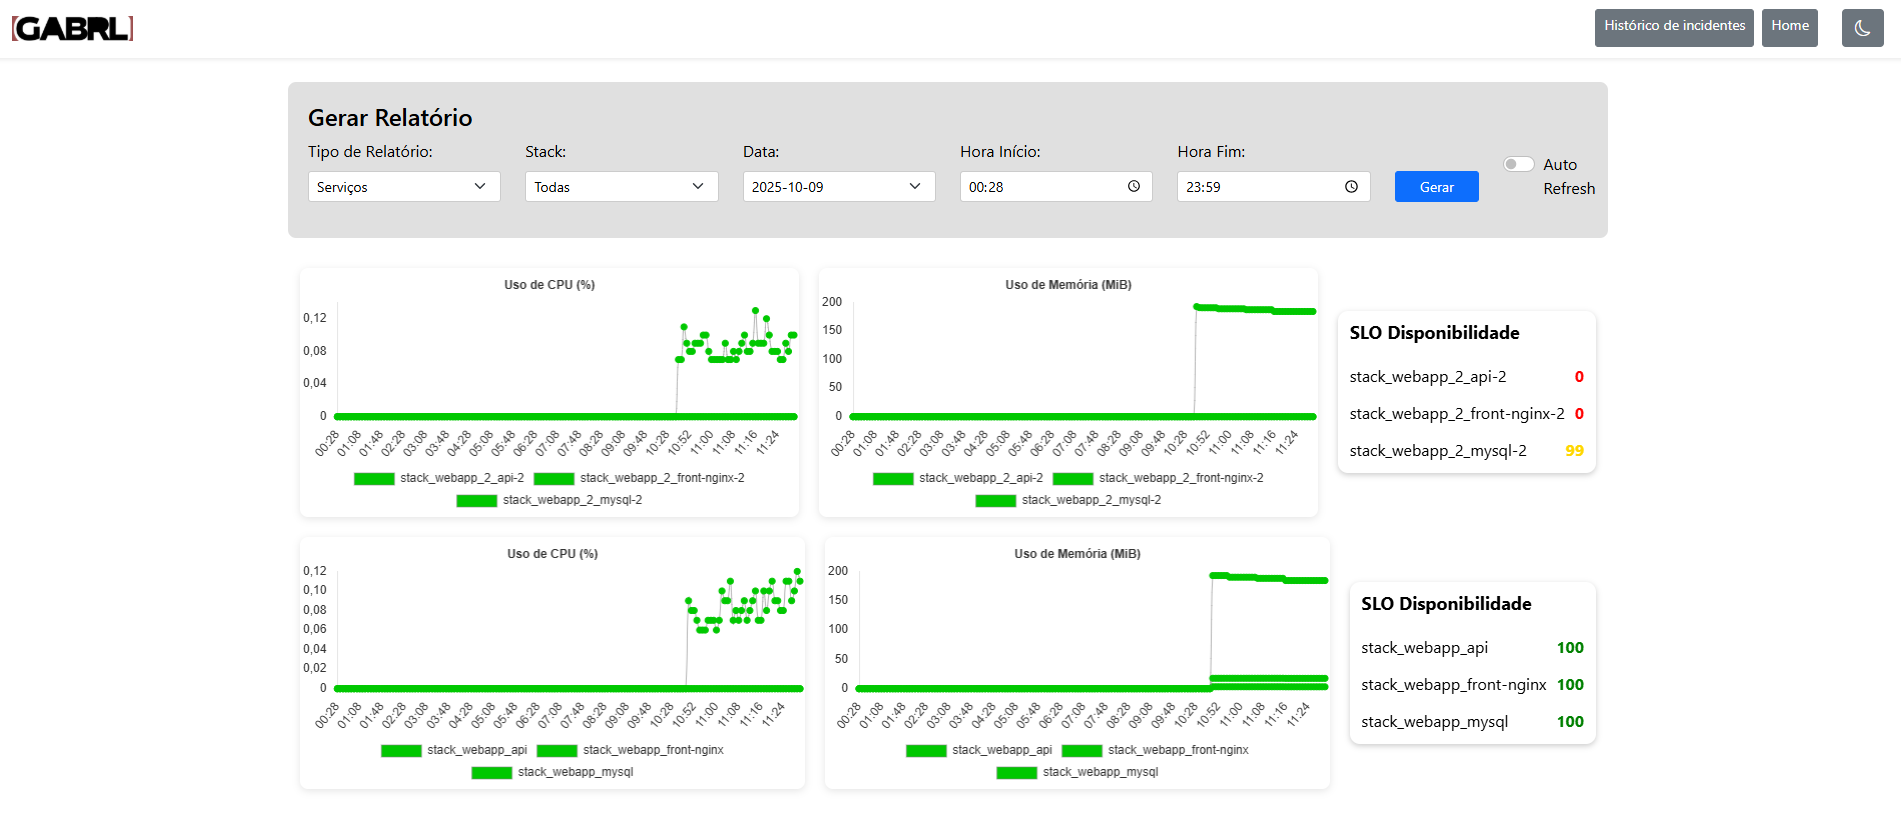 [GABRL]
Histórico de incidentes
Home
Gerar Relatório
Tipo de Relatório:
Stack:
Data:
Hora Início:
Hora Fim:
Serviços
Todas
2025-10-09
00:28
23:59
Gerar
Auto
Refresh
Uso de CPU (%)
0,12
0,08
0,04
0
00:28 01:08 01:48 02:28 03:08 03:48 04:28 05:08 05:48 06:28 07:08 07:48 08:28 09:08 09:48 10:28 10:52 11:00 11:08 11:16 11:24
stack_webapp_2_api-2 stack_webapp_2_front-nginx-2
stack_webapp_2_mysql-2
Uso de Memória (MiB)
200
150
100
50
0
00:28 01:08 01:48 02:28 03:08 03:48 04:28 05:08 05:48 06:28 07:08 07:48 08:28 09:08 09:48 10:28 10:52 11:00 11:08 11:16 11:24
stack_webapp_2_api-2 stack_webapp_2_front-nginx-2
stack_webapp_2_mysql-2
SLO Disponibilidade
stack_webapp_2_api-2 0
stack_webapp_2_front-nginx-2 0
stack_webapp_2_mysql-2 99
Uso de CPU (%)
0,12
0,10
0,08
0,06
0,04
0,02
0
00:28 01:08 01:48 02:28 03:08 03:48 04:28 05:08 05:48 06:28 07:08 07:48 08:28 09:08 09:48 10:28 10:52 11:00 11:08 11:16 11:24
stack_webapp_api stack_webapp_front-nginx
stack_webapp_mysql
Uso de Memória (MiB)
200
150
100
50
0
00:28 01:08 01:48 02:28 03:08 03:48 04:28 05:08 05:48 06:28 07:08 07:48 08:28 09:08 09:48 10:28 10:52 11:00 11:08 11:16 11:24
stack_webapp_api stack_webapp_front-nginx
stack_webapp_mysql
SLO Disponibilidade
stack_webapp_api 100
stack_webapp_front-nginx 100
stack_webapp_mysql 100